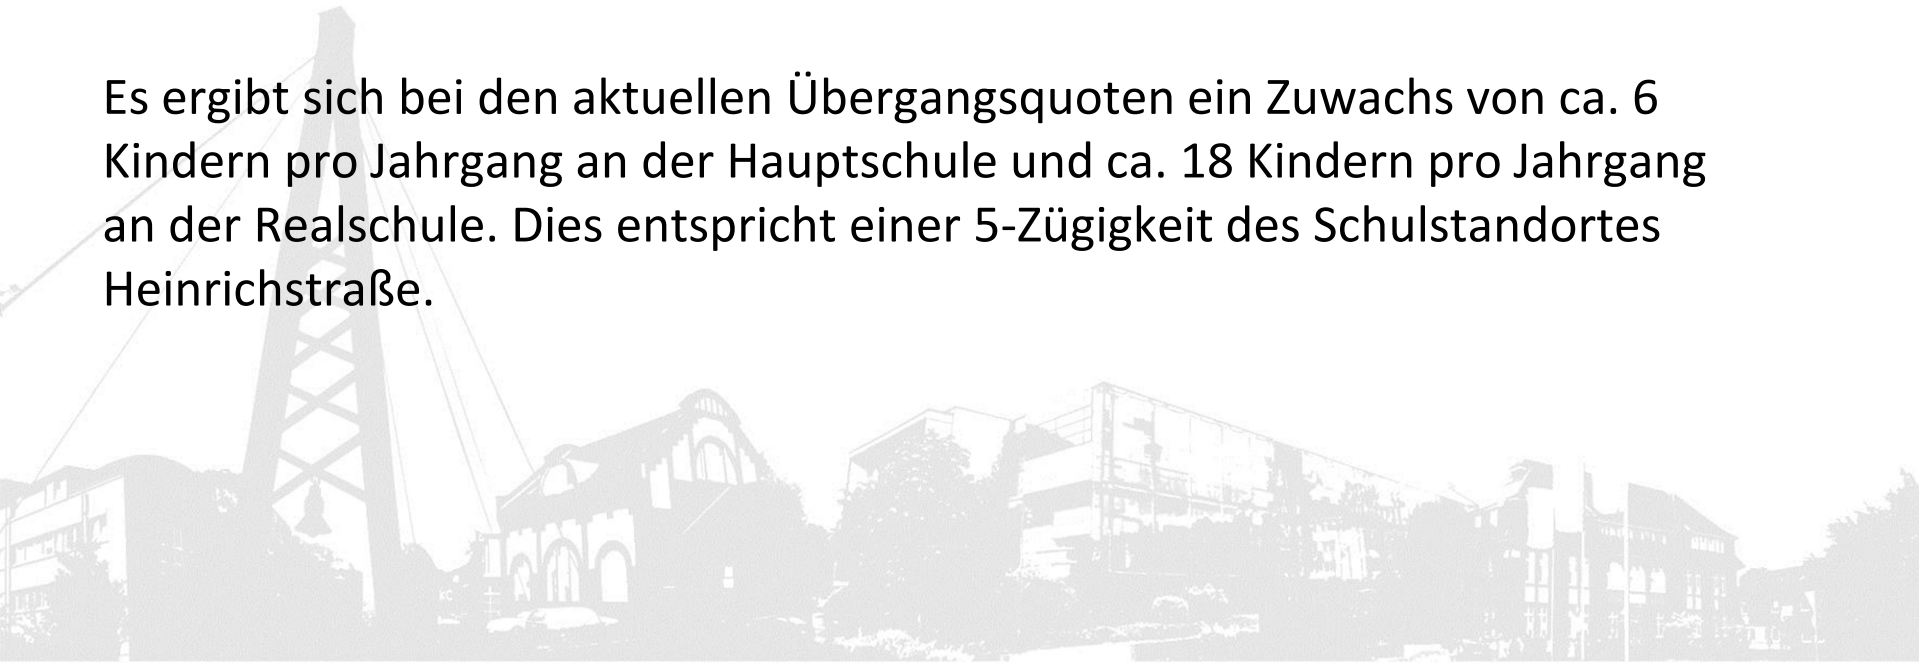 Es ergibt sich bei den aktuellen Übergangsquoten ein Zuwachs von ca. 6
Kindern pro Jahrgang an der Hauptschule und ca. 18 Kindern pro Jahrgang
an der Realschule. Dies entspricht einer 5-Zügigkeit des Schulstandortes
Heinrichstraße.